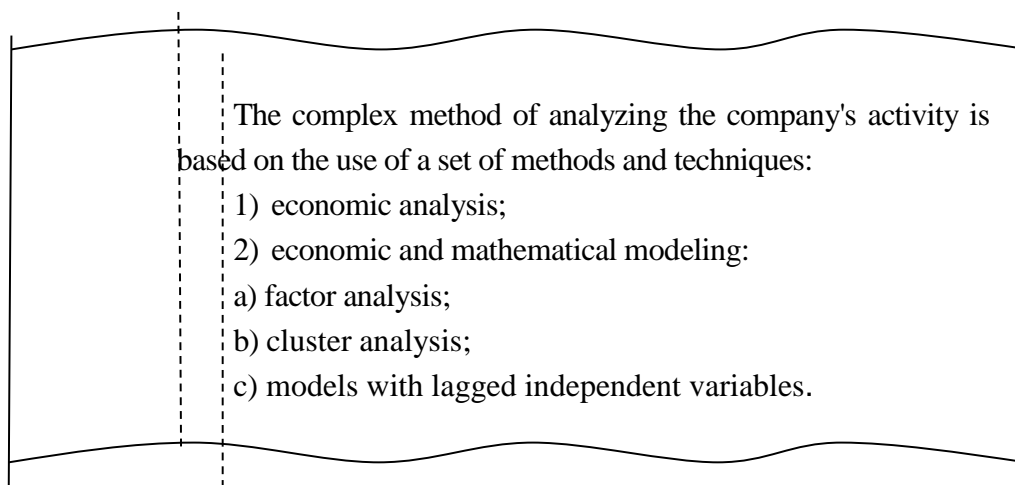 The complex method of analyzing the company's activity is
based on the use of a set of methods and techniques:
1) economic analysis;
2) economic and mathematical modeling:
a) factor analysis;
b) cluster analysis;
c) models with lagged independent variables.